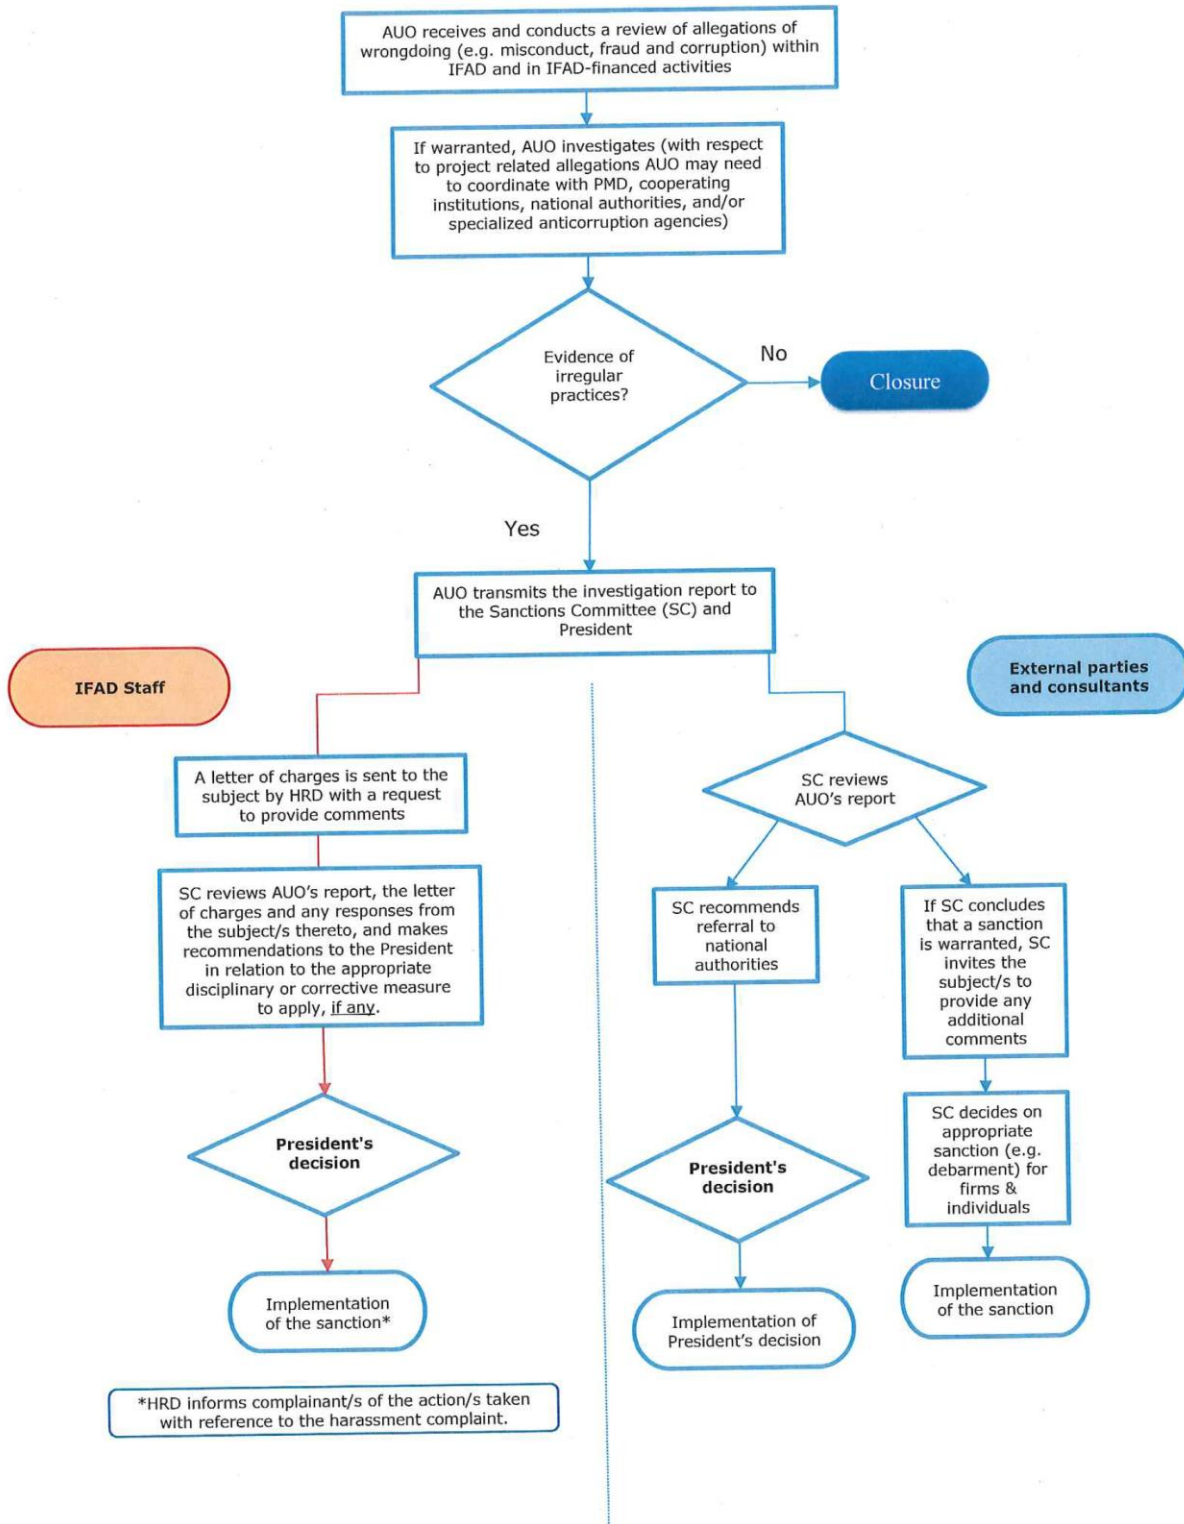 AUO receives and conducts a review of allegations of
wrongdoing (e.g. misconduct, fraud and corruption) within
IFAD and in IFAD-financed activities
If warranted, AUO investigates (with respect
to project related allegations AUO may need
to coordinate with PMD, cooperating
institutions, national authorities, and/or
specialized anticorruption agencies)
Evidence of
irregular
practices?
No
Closure
Yes
AUO transmits the investigation report to
the Sanctions Committee (SC) and
President
IFAD Staff
A letter of charges is sent to the
subject by HRD with a request
to provide comments
SC reviews AUO's report, the letter
of charges and any responses from
the subject/s thereto, and makes
recommendations to the President
in relation to the appropriate
disciplinary or corrective measure
to apply, if any.
President's
decision
Implementation
of the sanction*
*HRD informs complainant/s of the action/s taken
with reference to the harassment complaint.
External parties
and consultants
SC reviews
AUO's report
SC recommends
referral to
national
authorities
President's
decision
Implementation of
President's decision
If SC concludes
that a sanction
is warranted, SC
invites the
subject/s to
provide any
additional
comments
SC decides on
appropriate
sanction (e.g.
debarment) for
firms &
individuals
Implementation
of the sanction